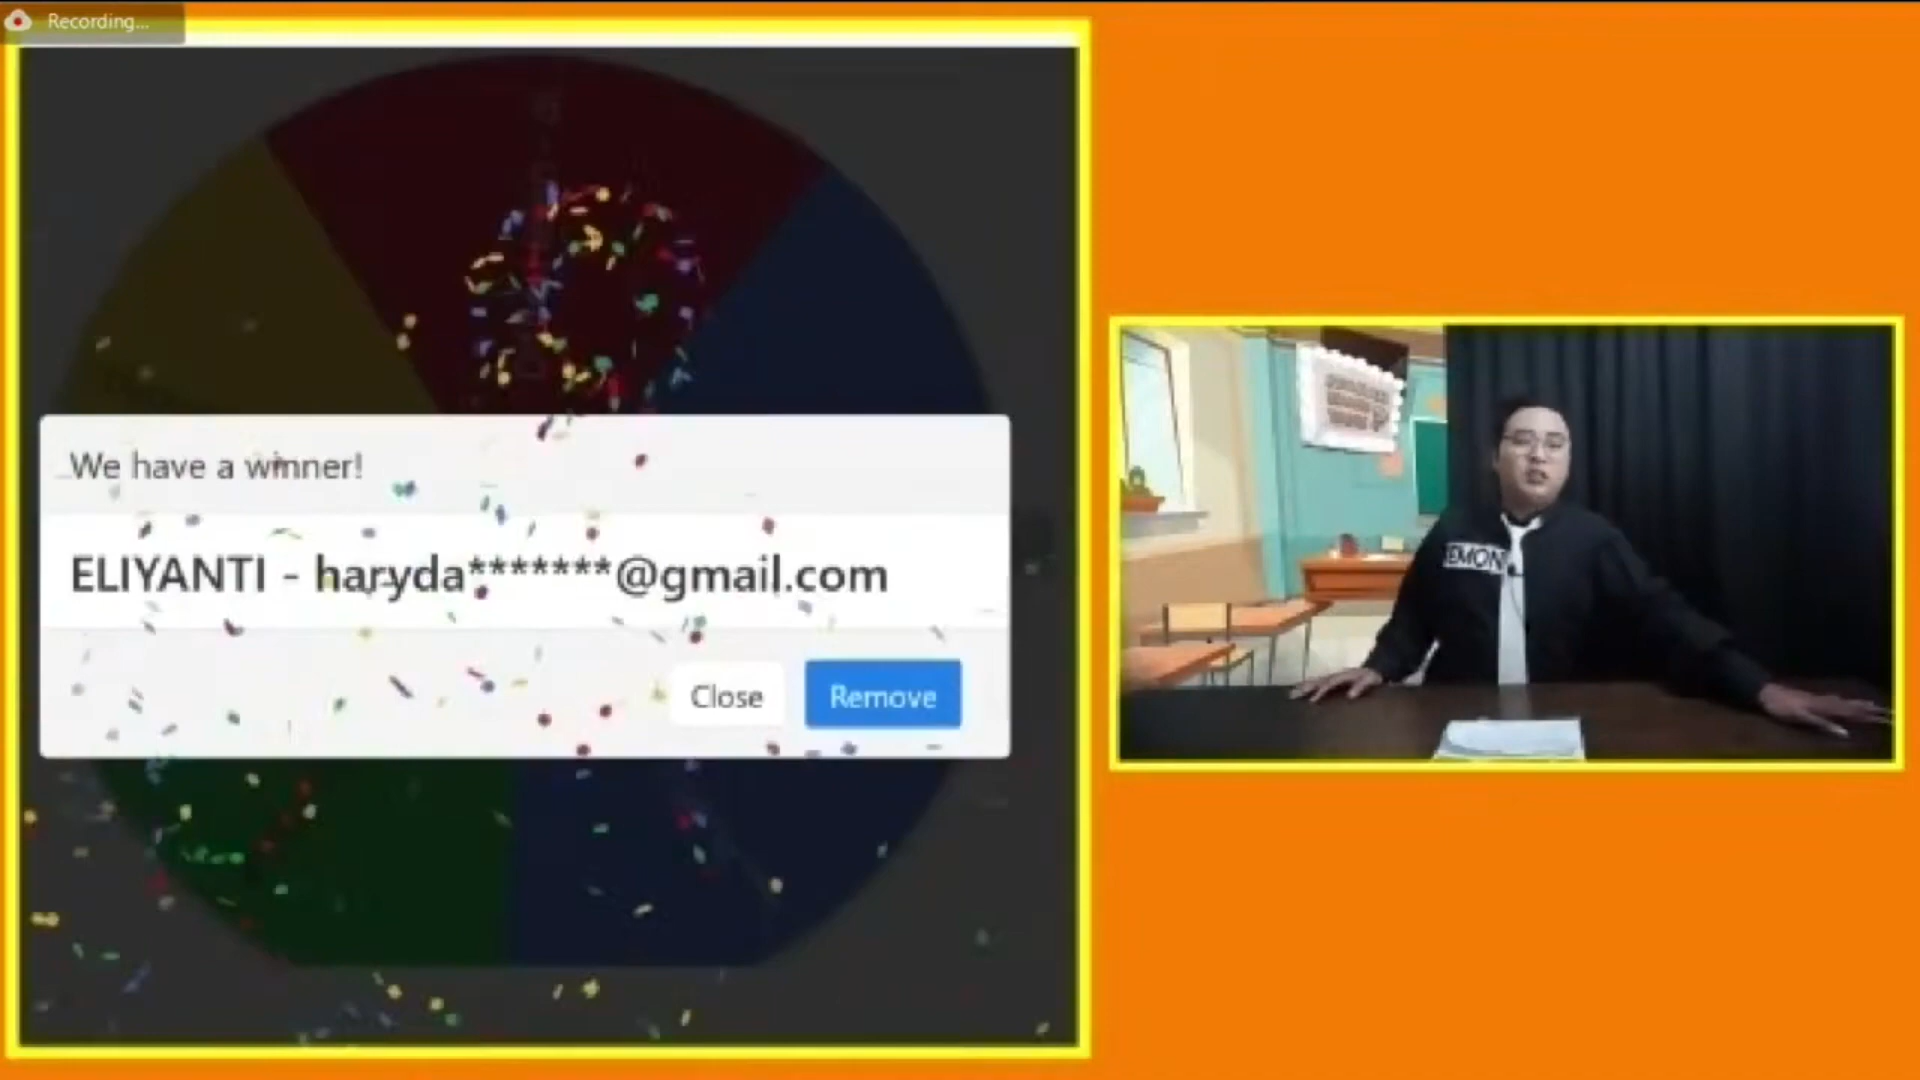 Recording...
We have a winner!
ELIYANTI - haryda*******@gmail.com
Close
Remove
EMON